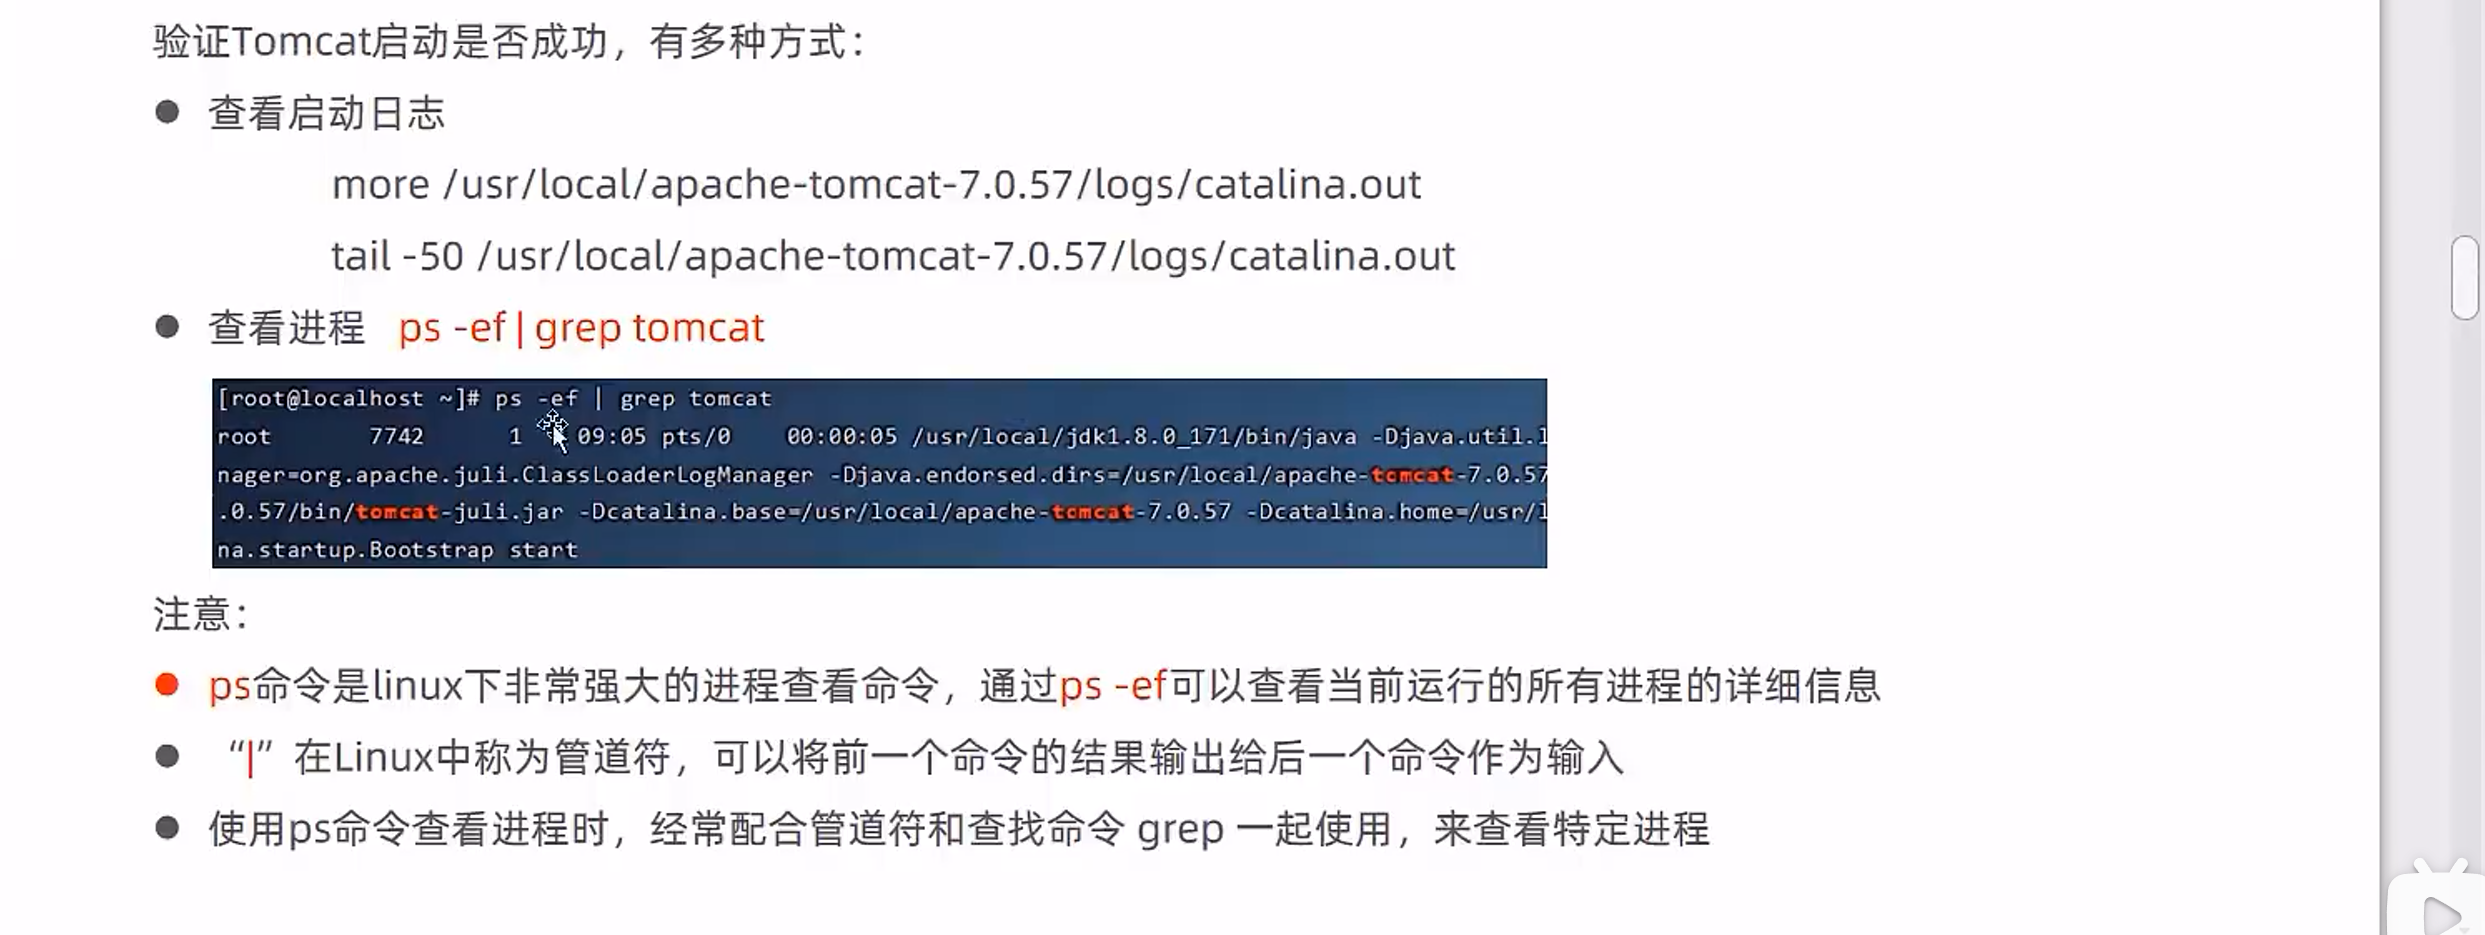 验证Tomcat启动是否成功，有多种方式：
● 查看启动日志
more /usr/local/apache-tomcat-7.0.57/logs/catalina.out
tail -50 /usr/local/apache-tomcat-7.0.57/logs/catalina.out
● 查看进程 ps -ef | grep tomcat
[root@localhost ~]# ps -ef | grep tomcat
root 7742 1 09:05 pts/0 00:00:05 /usr/local/jdk1.8.0_171/bin/java -Djava.util.l
nager=org.apache.juli.ClassLoaderLogManager -Djava.endorsed.dirs=/usr/local/apache-tomcat-7.0.57
.0.57/bin/tomcat-juli.jar -Dcatalina.base=/usr/local/apache-tomcat-7.0.57 -Dcatalina.home=/usr/l
na.startup.Bootstrap start
注意：
● ps命令是linux下非常强大的进程查看命令，通过ps -ef可以查看当前运行的所有进程的详细信息
● “|”在Linux中称为管道符，可以将前一个命令的结果输出给后一个命令作为输入
● 使用ps命令查看进程时，经常配合管道符和查找命令 grep 一起使用，来查看特定进程